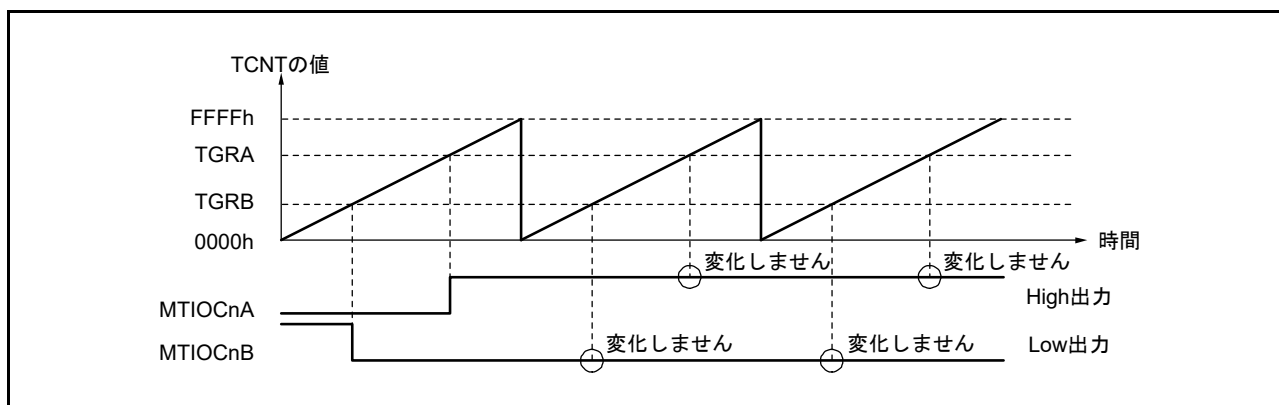 TCNTの値
FFFFh
TGRA
TGRB
0000h
時間
変化しません 変化しません
MTIOCnA
High出力
変化しません 変化しません
MTIOCnB
Low出力